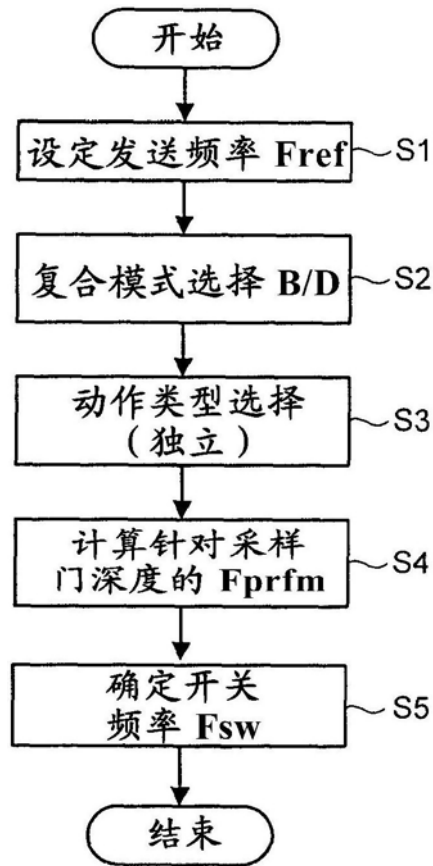 开始
设定发送频率 Fref
S1
复合模式选择 B/D
S2
动作类型选择
（独立）
S3
计算针对采样
门深度的 Fprfm
S4
确定开关
频率 Fsw
S5
结束